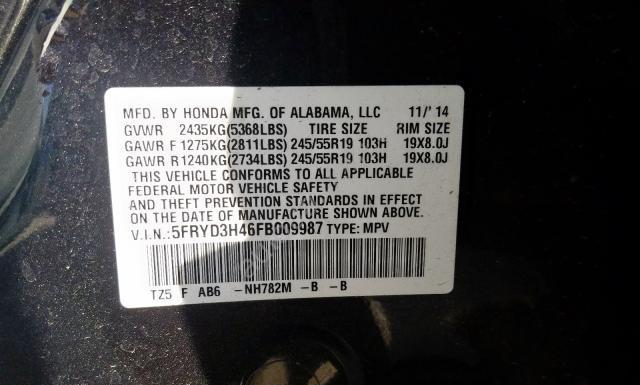 MFD. BY HONDA MFG. OF ALABAMA, LLC 11/'14
GVWR 2435KG(5368LBS) TIRE SIZE RIM SIZE
GAWR F 1275KG(2811LBS) 245/55R19 103H 19X8.0J
GAWR R 1240KG(2734LBS) 245/55R19 103H 19X8.0J
THIS VEHICLE CONFORMS TO ALL APPLICABLE
FEDERAL MOTOR VEHICLE SAFETY
AND THEFT PREVENTION STANDARDS IN EFFECT
ON THE DATE OF MANUFACTURE SHOWN ABOVE.
V.I.N.: 5FRYD3H46FB009987 TYPE: MPV
TZ5 F AB6 -NH782M -B -B